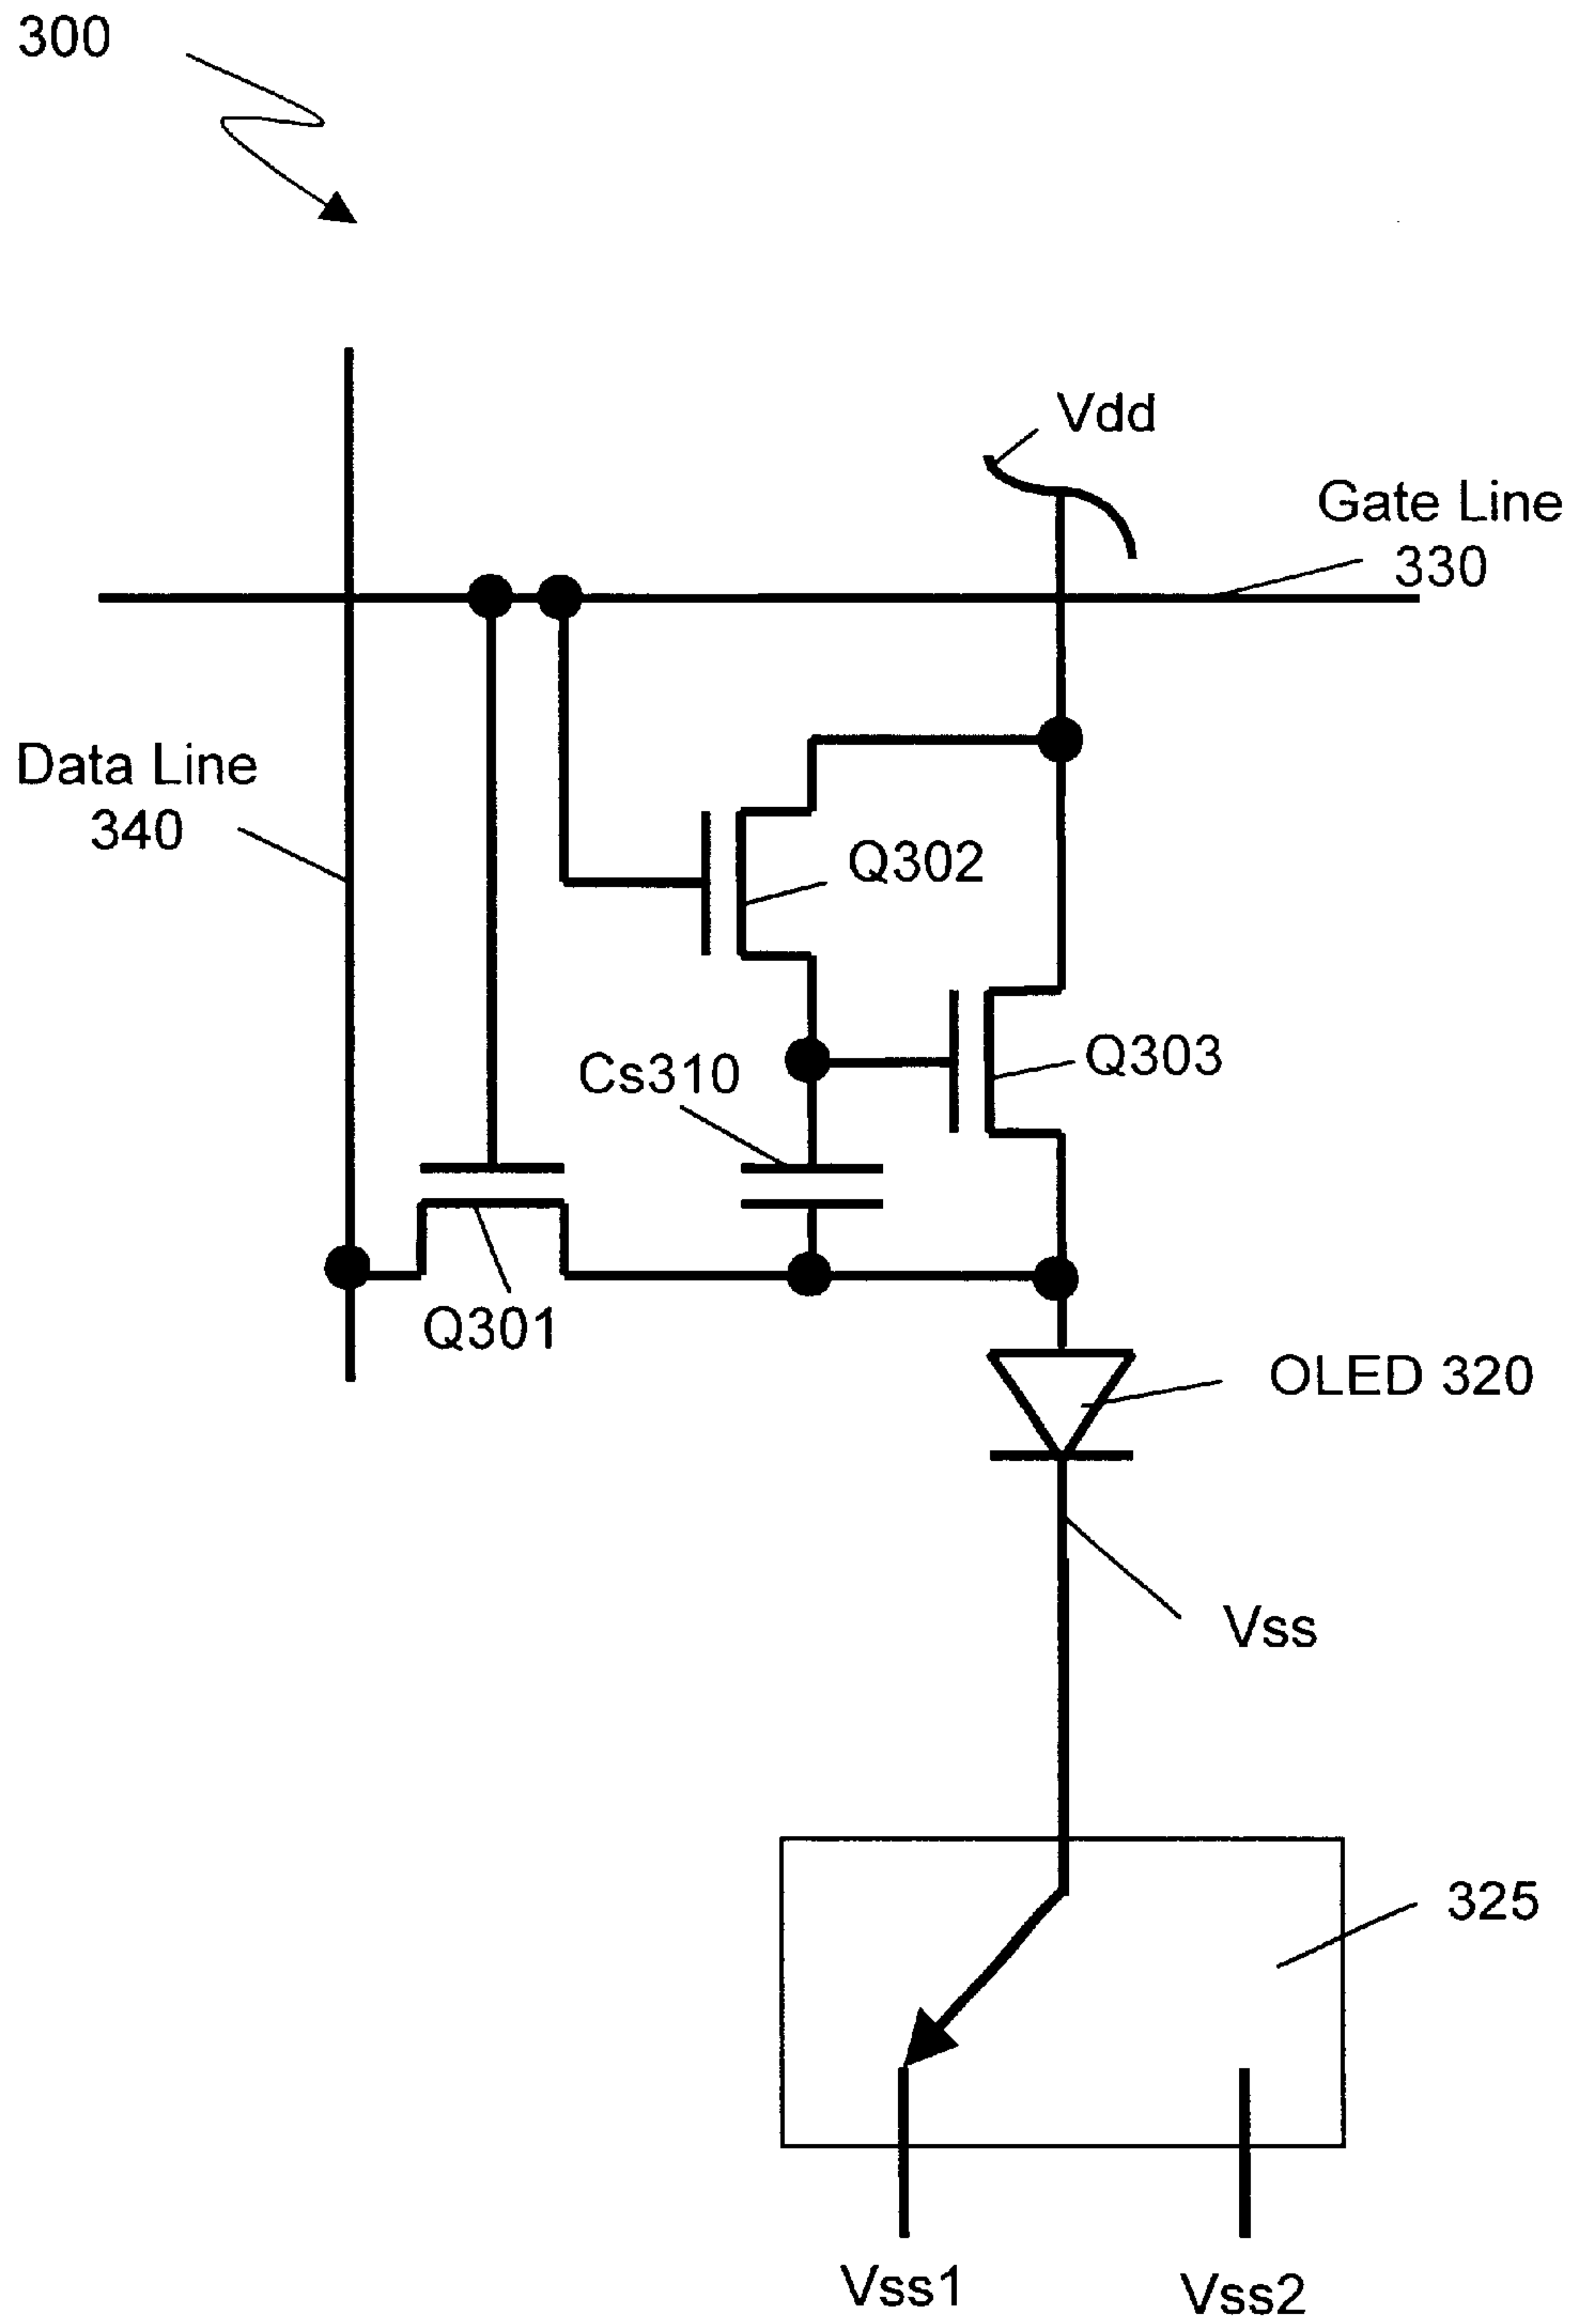 300
Vdd
Gate Line
330
Data Line
340
Q302
Q303
Cs310
Q301
OLED 320
Vss
325
Vss1
Vss2